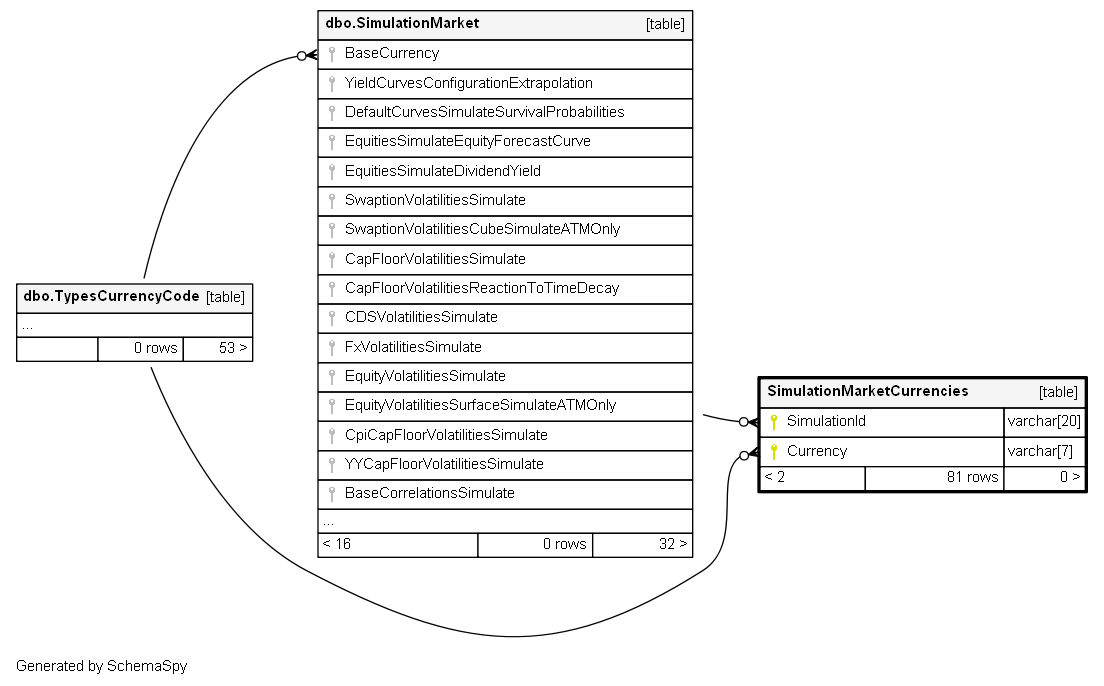 dbo.SimulationMarket [table]
BaseCurrency
YieldCurvesConfigurationExtrapolation
DefaultCurvesSimulateSurvivalProbabilities
EquitiesSimulateEquityForecastCurve
EquitiesSimulateDividendYield
SwaptionVolatilitiesSimulate
SwaptionVolatilitiesCubeSimulateATMOnly
CapFloorVolatilitiesSimulate
CapFloorVolatilitiesReactionToTimeDecay
CDSVolatilitiesSimulate
FxVolatilitiesSimulate
EquityVolatilitiesSimulate
EquityVolatilitiesSurfaceSimulateATMOnly
CpiCapFloorVolatilitiesSimulate
YYCapFloorVolatilitiesSimulate
BaseCorrelationsSimulate
...
< 16 0 rows 32 >
dbo.TypesCurrencyCode [table]
...
0 rows 53 >
SimulationMarketCurrencies [table]
SimulationId varchar[20]
Currency varchar[7]
< 2 81 rows 0 >
Generated by SchemaSpy